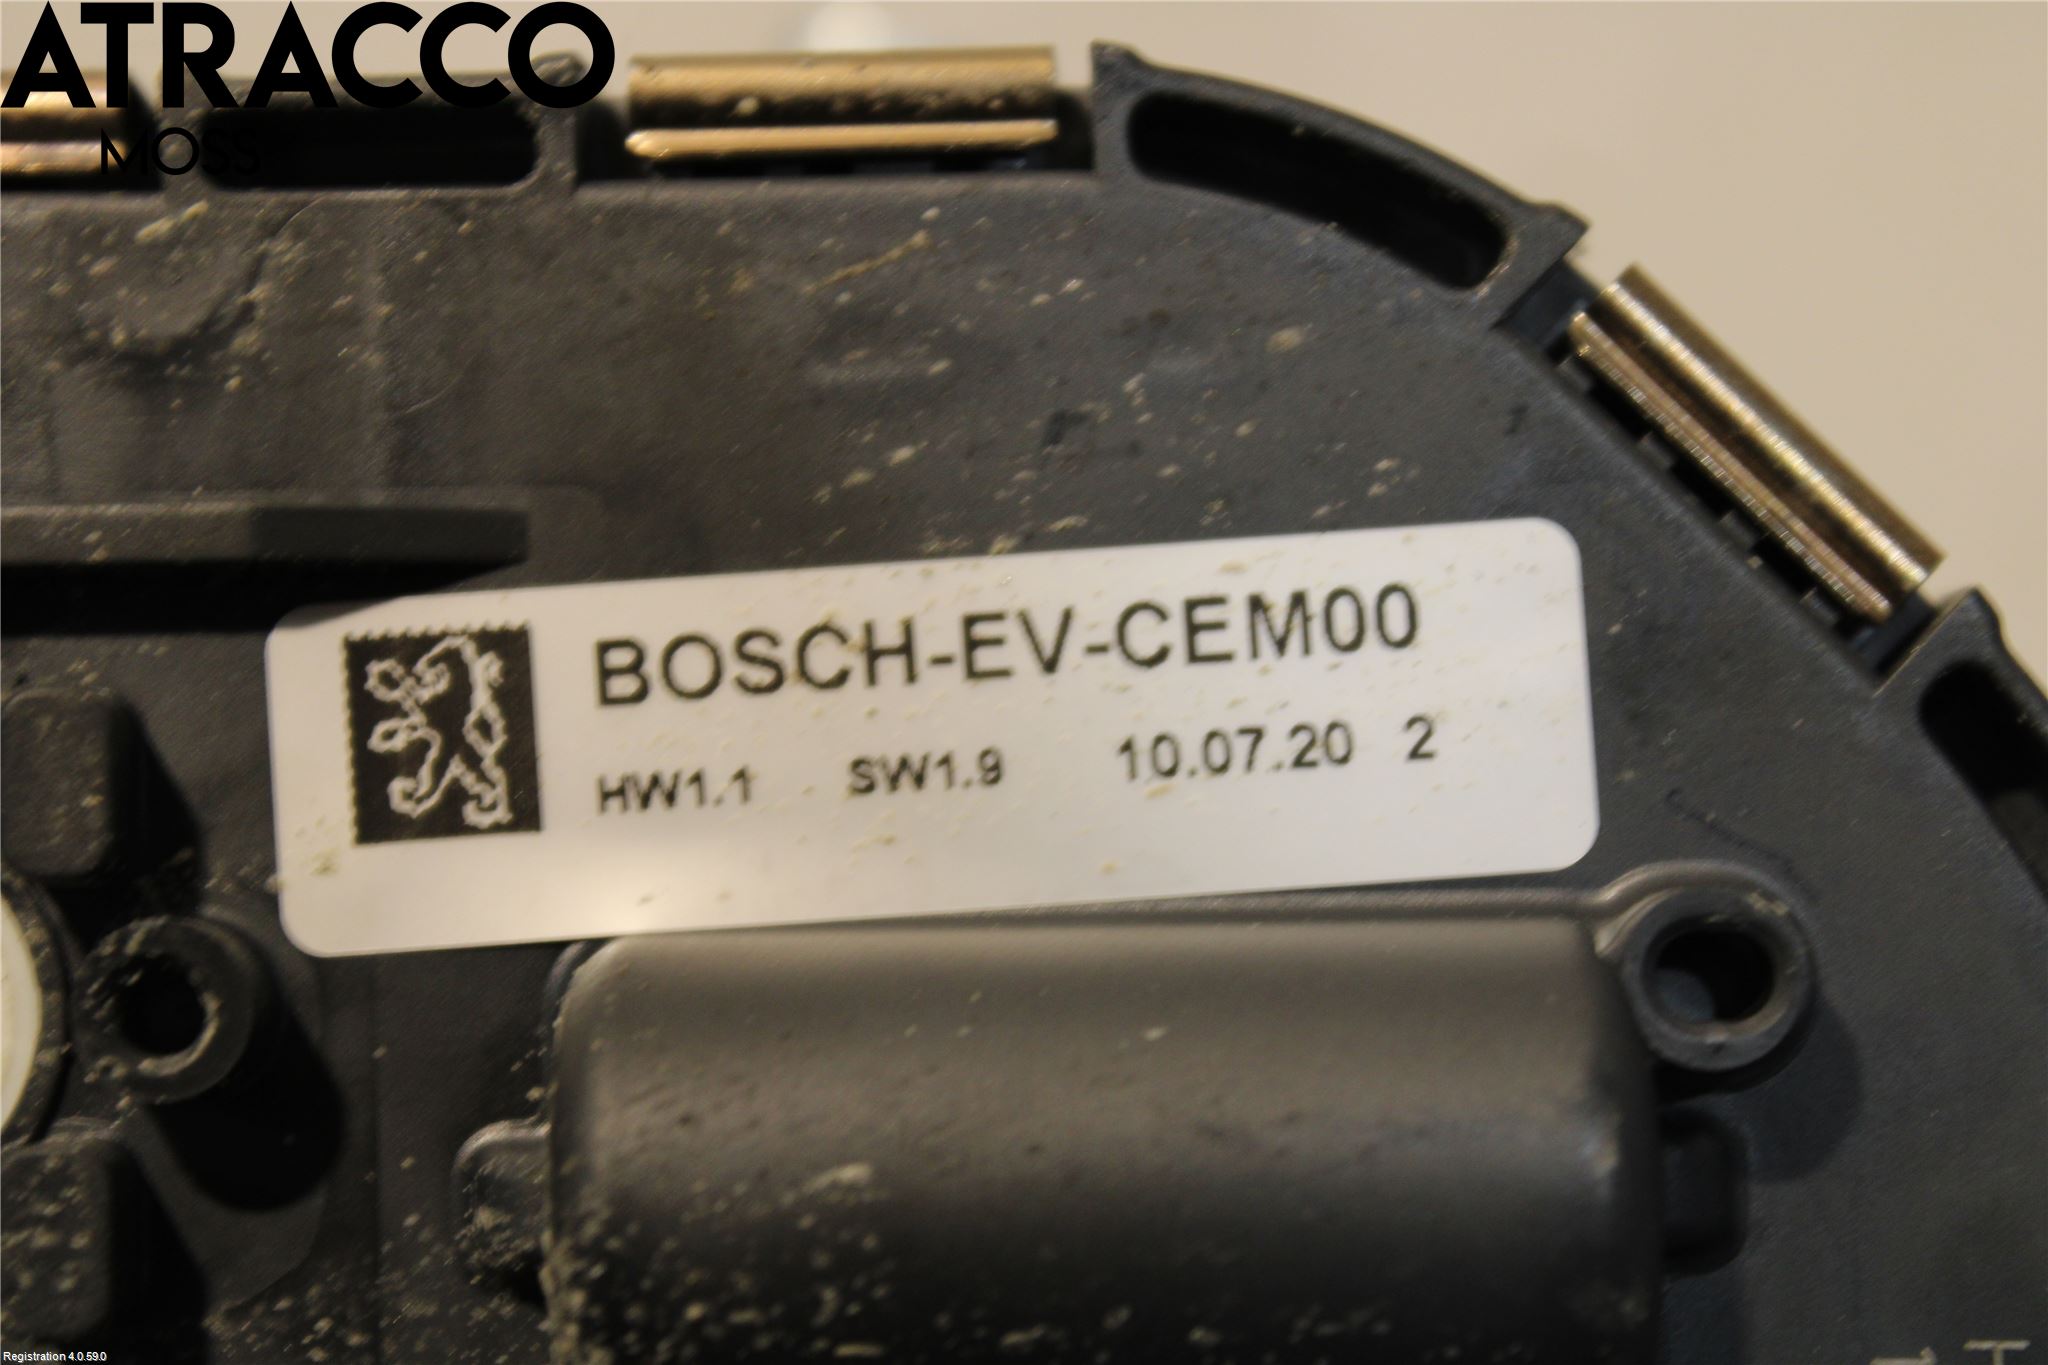 ATRACCO
MOSS
BOSCH-EV-CEM00
HW1.1 SW1.9 10.07.20 2
Registration 4.0.59.0